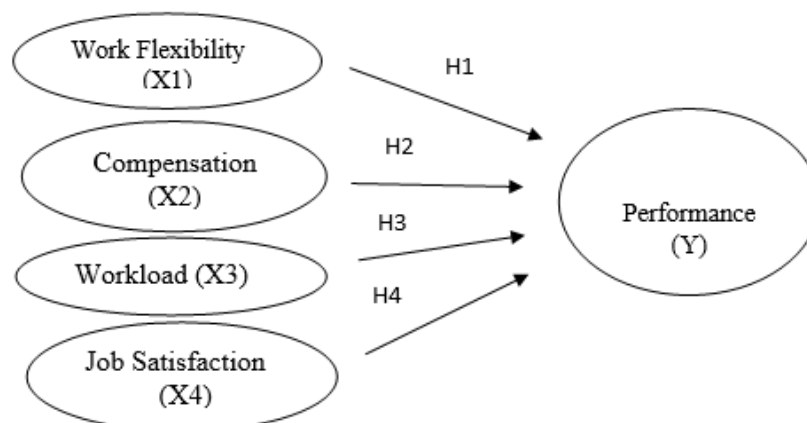 Work Flexibility
(X1)
H1
Compensation
(X2)
H2
Workload (X3)
H3
Job Satisfaction
(X4)
H4
Performance
(Y)